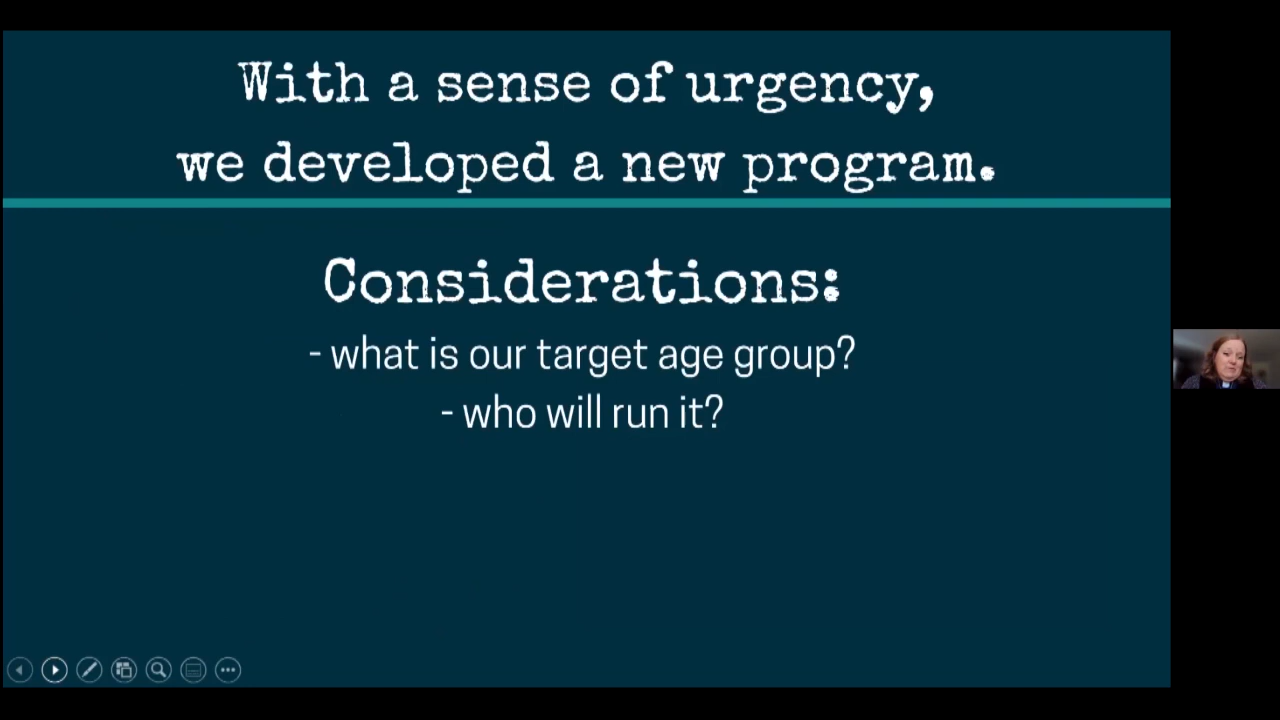 With a sense of urgency,
we developed a new program.
Considerations:
- what is our target age group?
- who will run it?